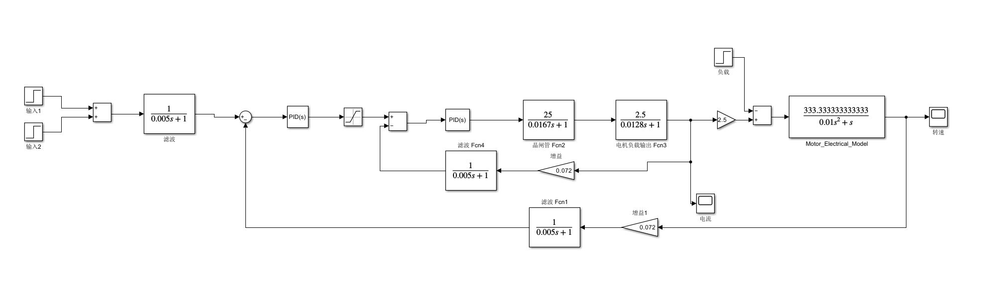 输入1
输入2
+
+
1
0.005s + 1
滤波
+
−
PID(s)
+
−
PID(s)
25
0.0167s + 1
晶闸管 Fcn2
2.5
0.0128s + 1
电机负载输出 Fcn3
2.5
负载
−
+
333.333333333333
0.01s² + s
Motor_Electrical_Model
转速
滤波 Fcn4
1
0.005s + 1
增益
0.072
电流
滤波 Fcn1
1
0.005s + 1
增益1
0.072